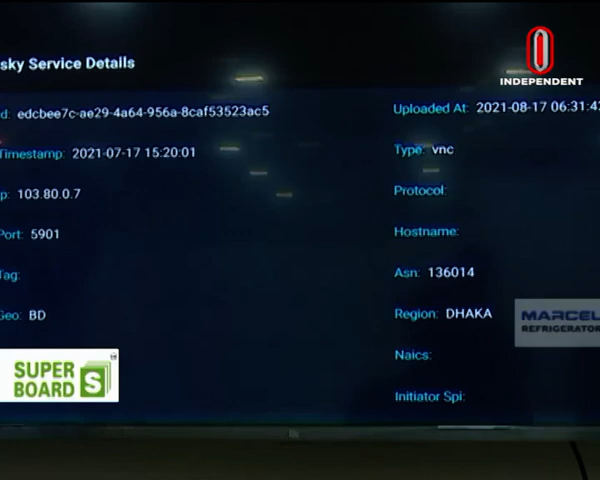 INDEPENDENT
sky Service Details
d: edcbee7c-ae29-4a64-956a-8caf53523ac5
Uploaded At: 2021-08-17 06:31:42
Timestamp: 2021-07-17 15:20:01
Type: vnc
p: 103.80.0.7
Protocol:
Port: 5901
Hostname:
Tag:
Asn: 136014
Geo: BD
Region: DHAKA
MARCEL
REFRIGERATOR
Naics:
SUPER
BOARD S
Initiator Spi: